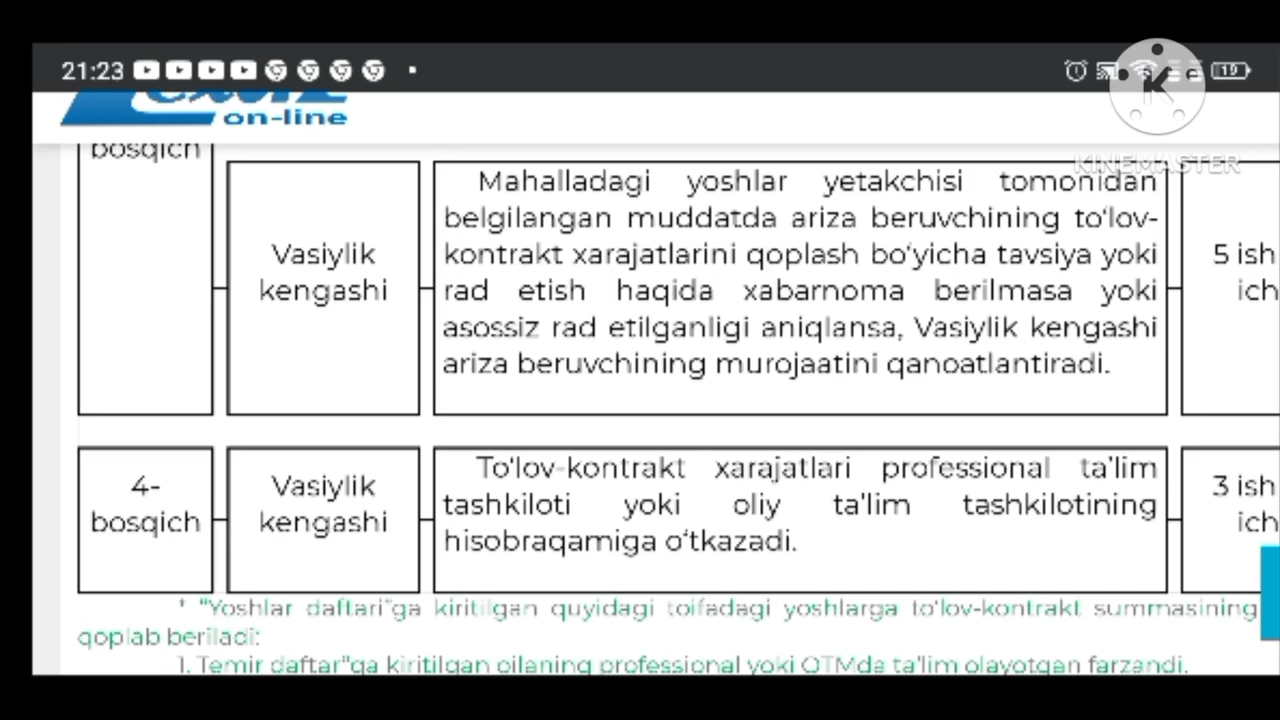 21:23
19
on-line
KINEMASTER
bosqich
Vasiylik
kengashi
Mahalladagi yoshlar yetakchisi tomonidan
belgilangan muddatda ariza beruvchining to‘lov-
kontrakt xarajatlarini qoplash bo‘yicha tavsiya yoki
rad etish haqida xabarnoma berilmasa yoki
asossiz rad etilganligi aniqlansa, Vasiylik kengashi
ariza beruvchining murojaatini qanoatlantiradi.
5 ish
ich
4-
bosqich
Vasiylik
kengashi
To‘lov-kontrakt xarajatlari professional ta’lim
tashkiloti yoki oliy ta’lim tashkilotining
hisobraqamiga o‘tkazadi.
3 ish
ich
* “Yoshlar daftari”ga kiritilgan quyidagi toifadagi yoshlarga to‘lov-kontrakt summasining
qoplab beriladi:
1. Temir daftar”ga kiritilgan oilaning professional yoki OTMda ta’lim olayotgan farzandi.